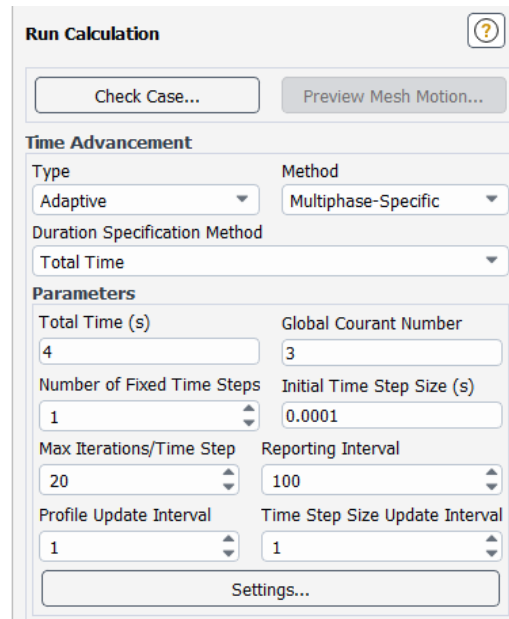 Run Calculation
?
Check Case... Preview Mesh Motion...
Time Advancement
Type Method
Adaptive Multiphase-Specific
Duration Specification Method
Total Time
Parameters
Total Time (s) Global Courant Number
4 3
Number of Fixed Time Steps Initial Time Step Size (s)
1 0.0001
Max Iterations/Time Step Reporting Interval
20 100
Profile Update Interval Time Step Size Update Interval
1 1
Settings...